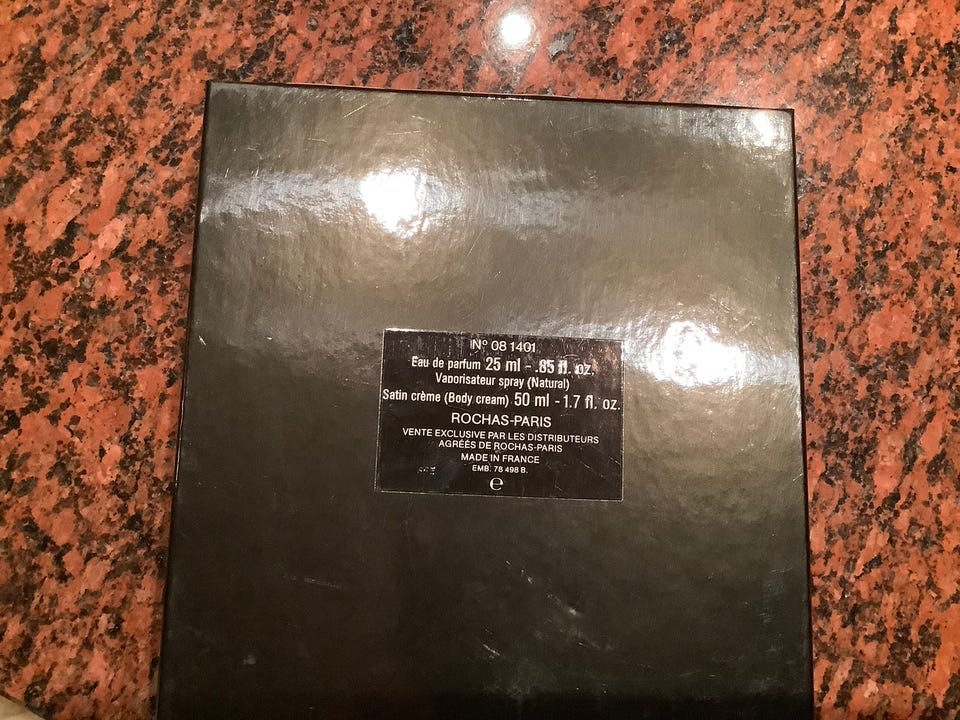 Nº 08 1401
Eau de parfum 25 ml - .85 fl. oz.
Vaporisateur spray (Natural)
Satin crème (Body cream) 50 ml - 1.7 fl. oz.
ROCHAS-PARIS
VENTE EXCLUSIVE PAR LES DISTRIBUTEURS
AGRÉÉS DE ROCHAS-PARIS
MADE IN FRANCE
EMB. 78 498 B.
e